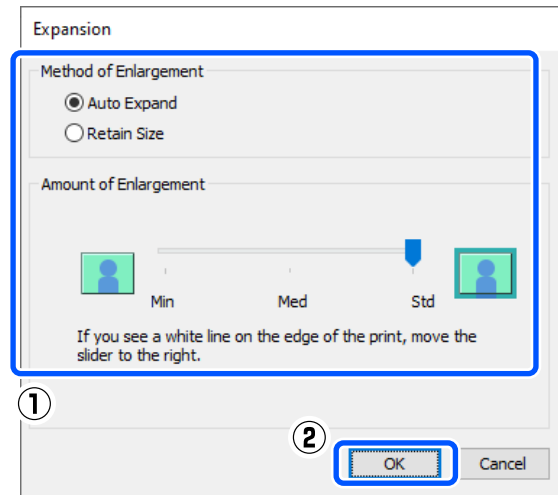 Expansion
Method of Enlargement
Auto Expand
Retain Size
Amount of Enlargement
Min Med Std
If you see a white line on the edge of the print, move the
slider to the right.
①
②
OK Cancel